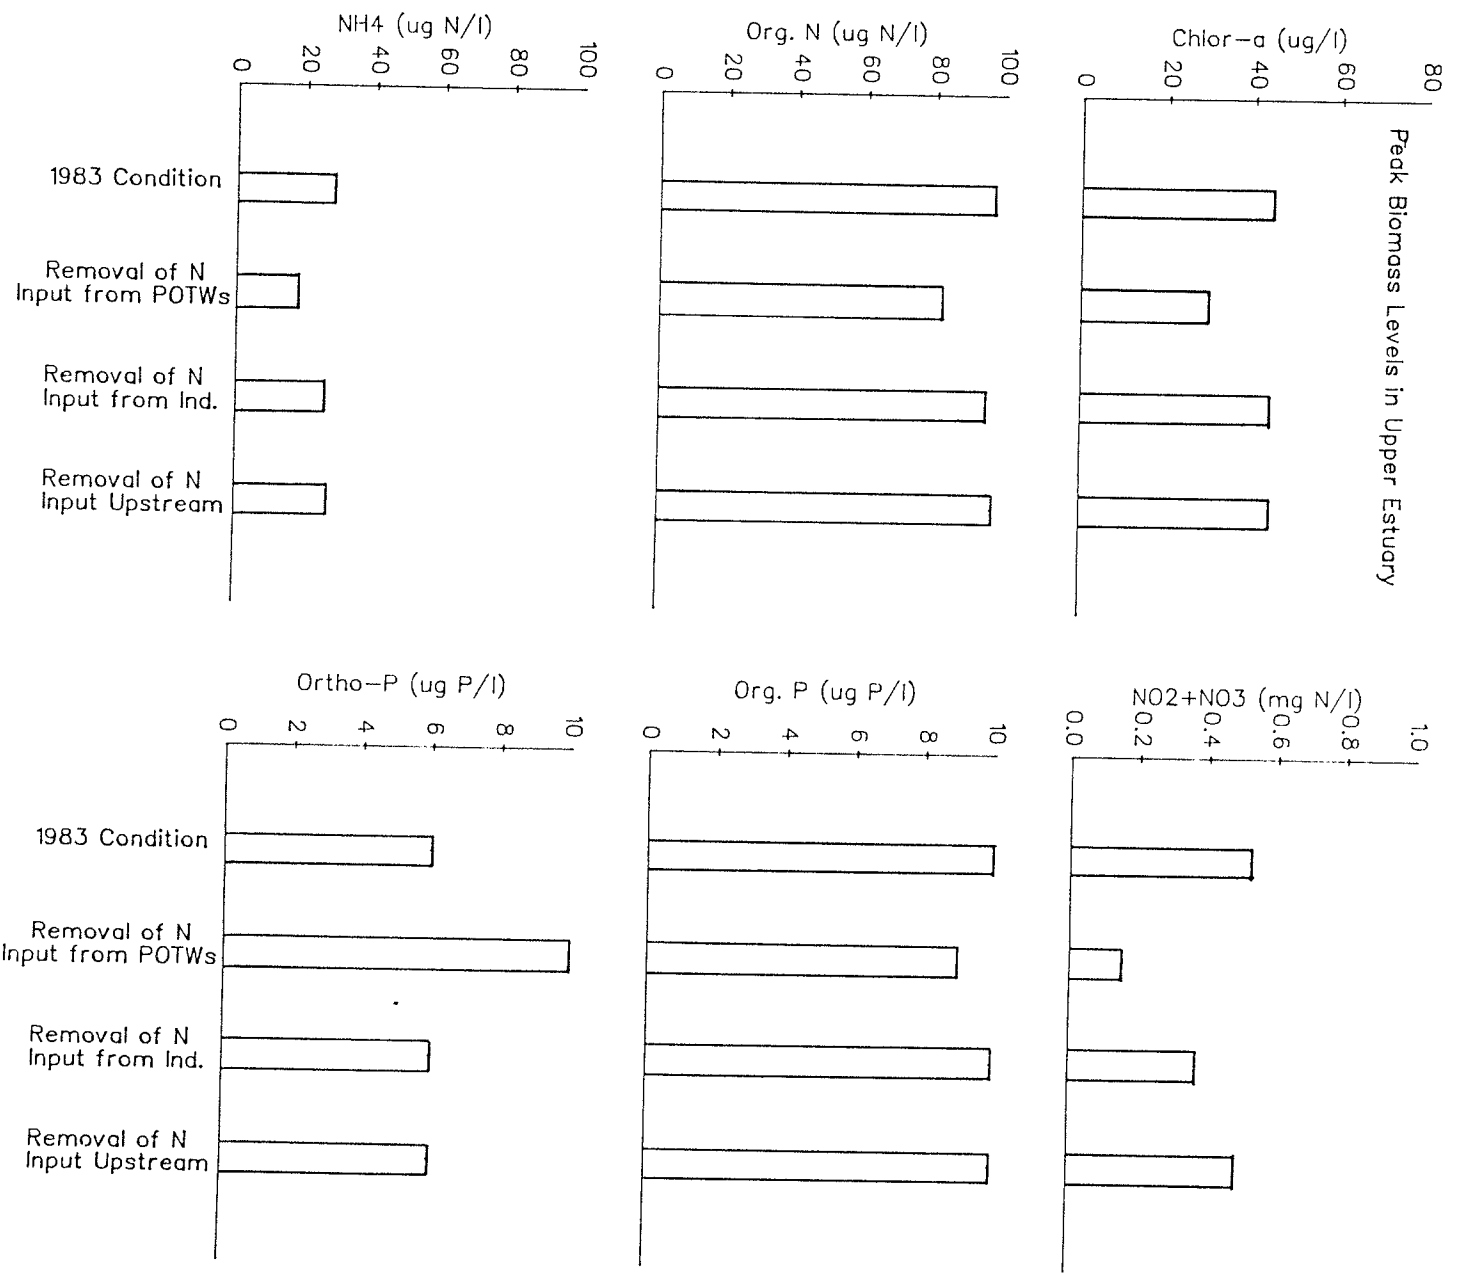 Peak Biomass Levels in Upper Estuary
NH4 (ug N/l)
0 20 40 60 80 100
Org. N (ug N/l)
0 20 40 60 80 100
Chlor-a (ug/l)
0 20 40 60 80
1983 Condition
Removal of N
Input from POTWs
Removal of N
Input from Ind.
Removal of N
Input Upstream
Ortho-P (ug P/l)
0 2 4 6 8 10
Org. P (ug P/l)
0 2 4 6 8 10
NO2+NO3 (mg N/l)
0.0 0.2 0.4 0.6 0.8 1.0
1983 Condition
Removal of N
Input from POTWs
Removal of N
Input from Ind.
Removal of N
Input Upstream